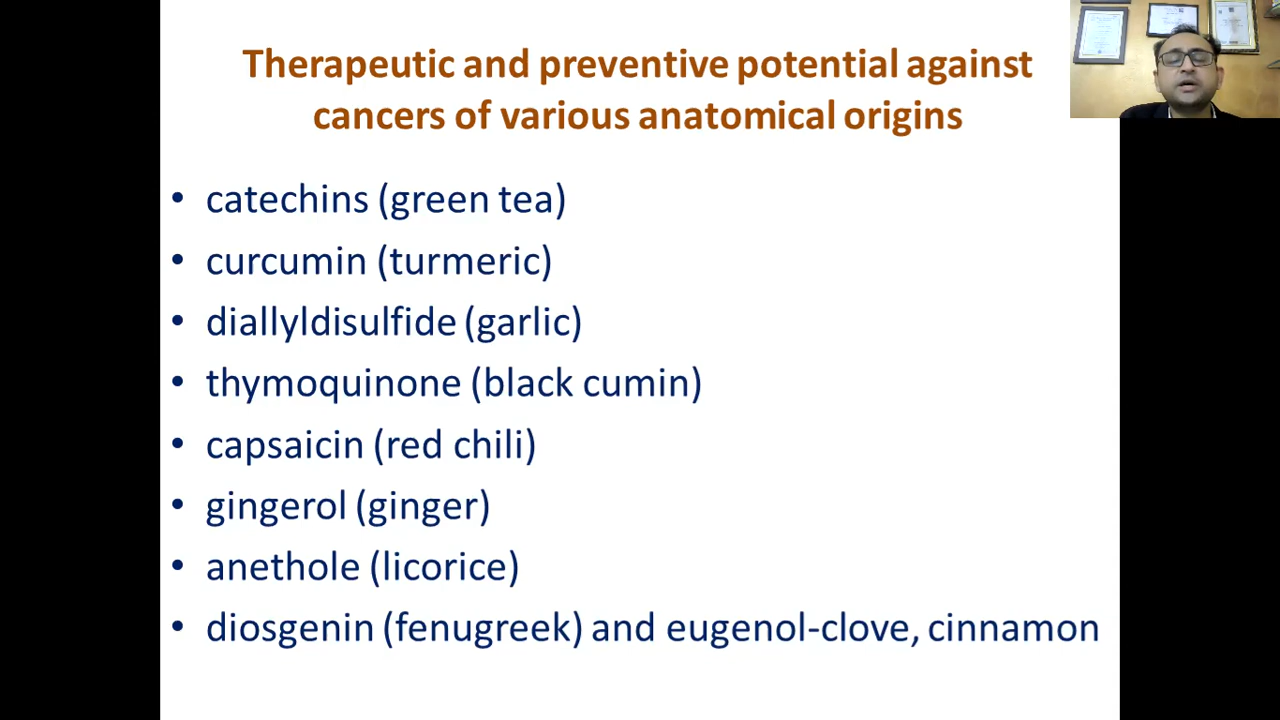 Therapeutic and preventive potential against
cancers of various anatomical origins
• catechins (green tea)
• curcumin (turmeric)
• diallyldisulfide (garlic)
• thymoquinone (black cumin)
• capsaicin (red chili)
• gingerol (ginger)
• anethole (licorice)
• diosgenin (fenugreek) and eugenol-clove, cinnamon